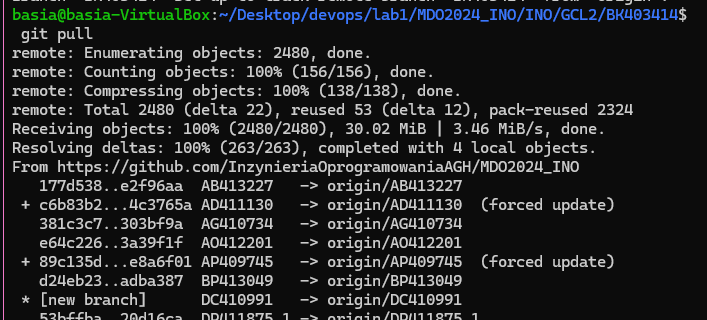 basia@basia-VirtualBox:~/Desktop/devops/lab1/MDO2024_INO/INO/GCL2/BK403414$
git pull
remote: Enumerating objects: 2480, done.
remote: Counting objects: 100% (156/156), done.
remote: Compressing objects: 100% (138/138), done.
remote: Total 2480 (delta 22), reused 53 (delta 12), pack-reused 2324
Receiving objects: 100% (2480/2480), 30.02 MiB | 3.46 MiB/s, done.
Resolving deltas: 100% (263/263), completed with 4 local objects.
From https://github.com/InzynieriaOprogramowaniaAGH/MDO2024_INO
177d538..e2f96aa AB413227 -> origin/AB413227
+ c6b83b2...4c3765a AD411130 -> origin/AD411130 (forced update)
381c3c7..303bf9a AG410734 -> origin/AG410734
e64c226..3a39f1f AO412201 -> origin/AO412201
+ 89c135d...e8a6f01 AP409745 -> origin/AP409745 (forced update)
d24eb23..adba387 BP413049 -> origin/BP413049
* [new branch] DC410991 -> origin/DC410991
53bffba..20d16ca DP411875_1 -> origin/DP411875_1